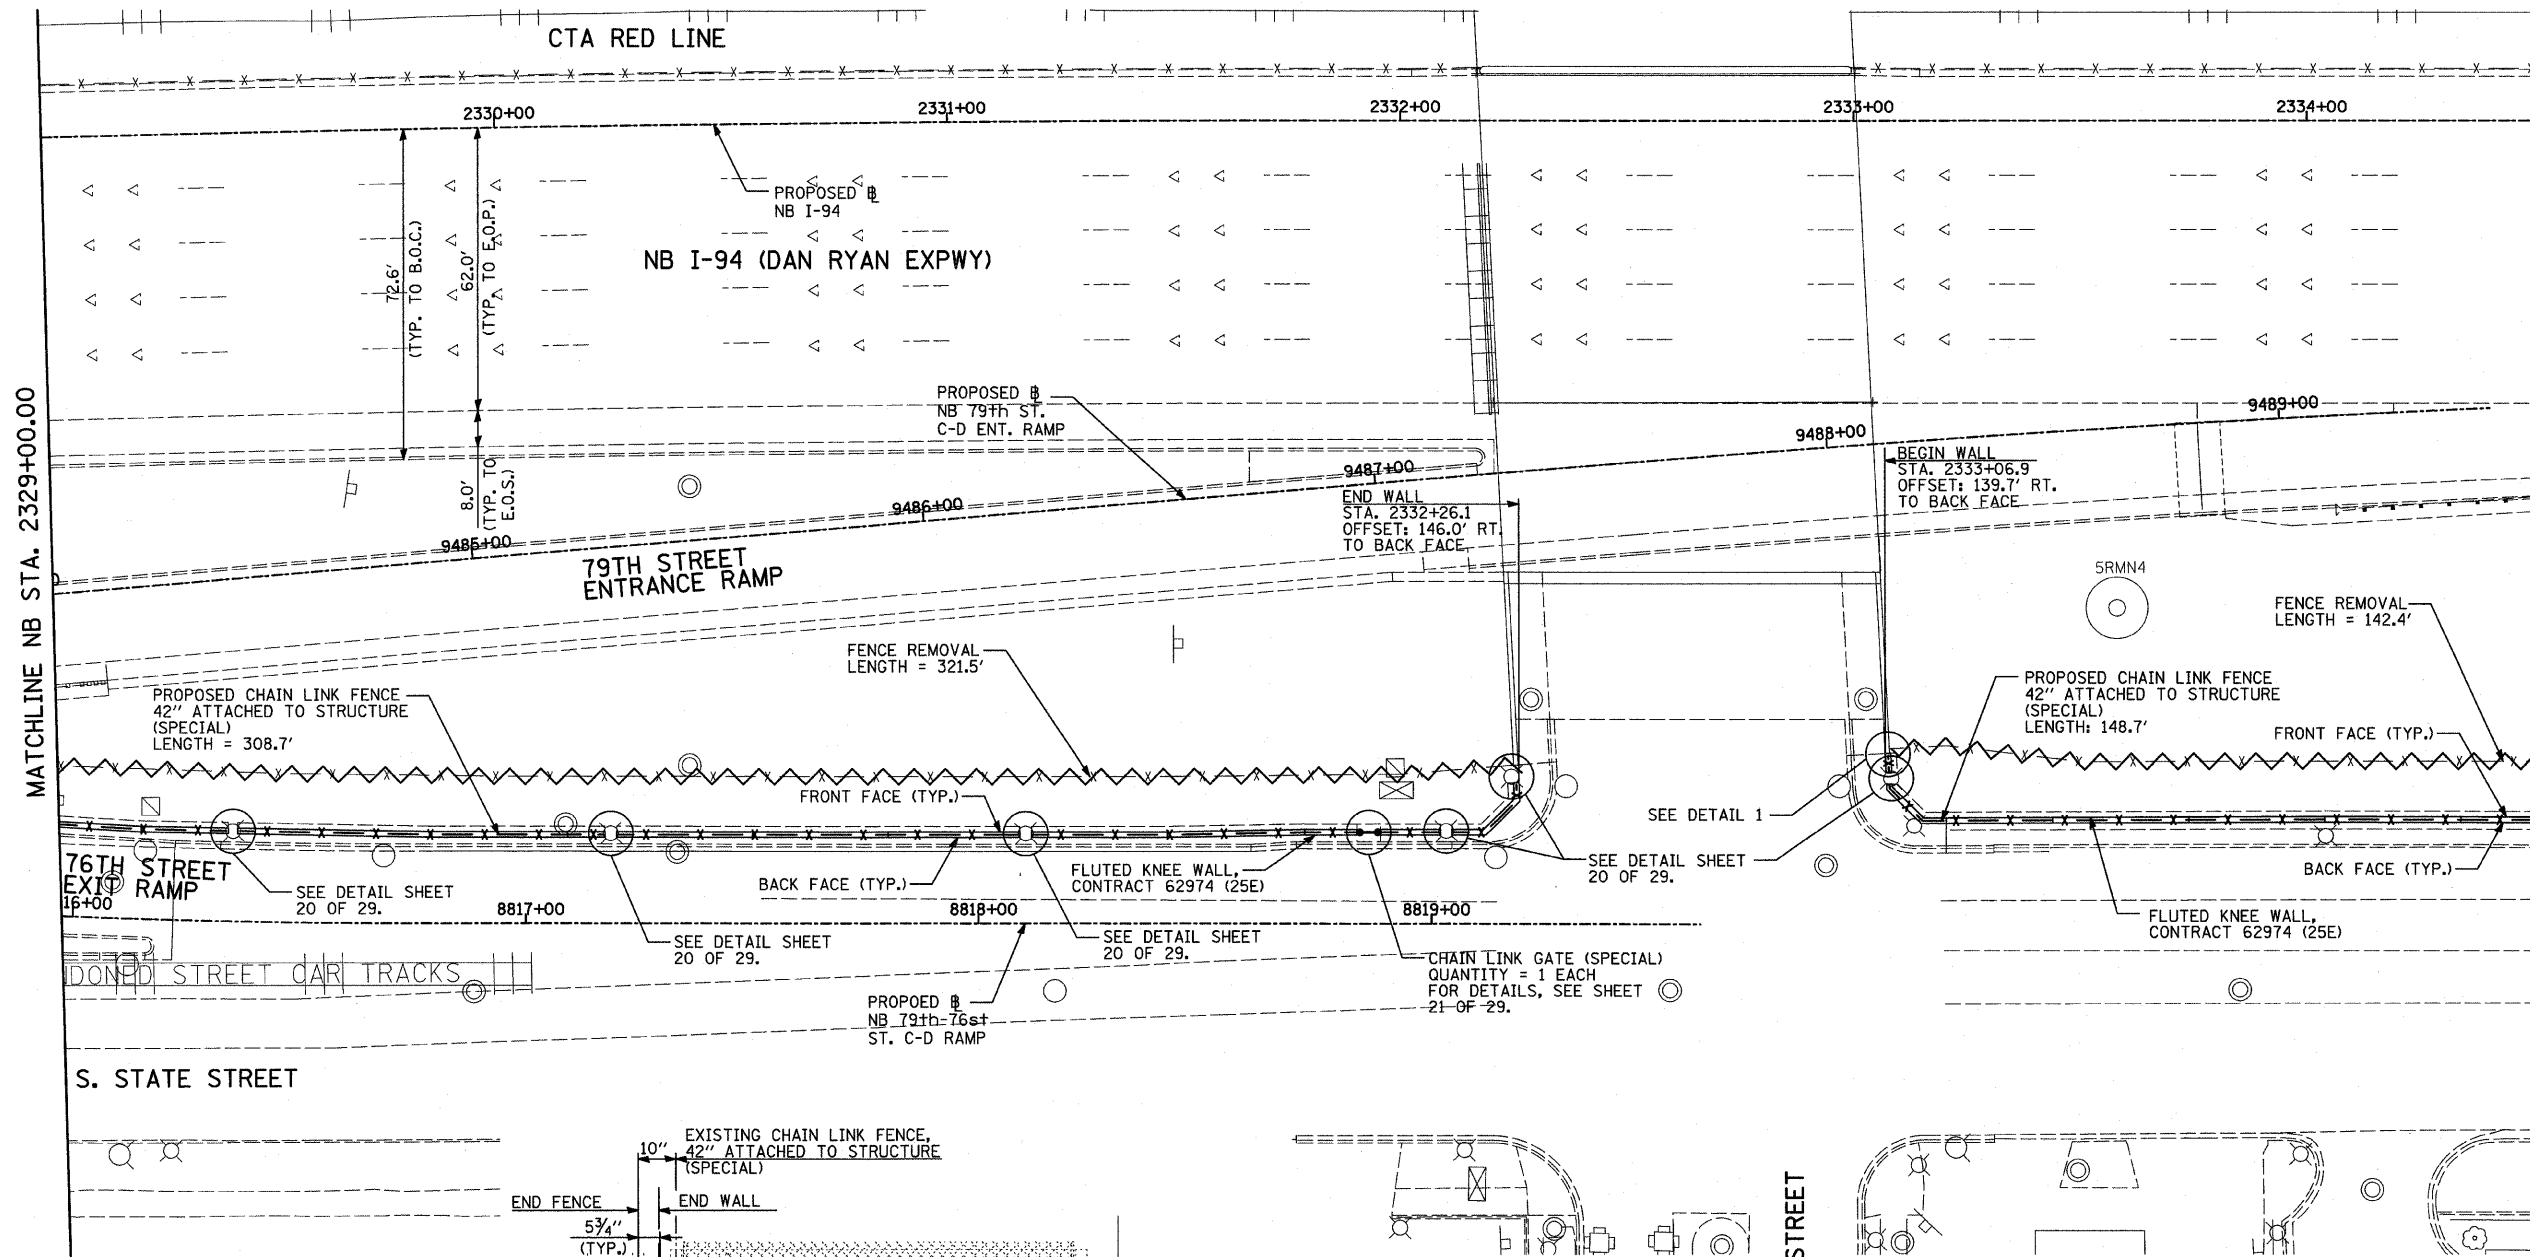 CTA RED LINE
2330+00
2331+00
2332+00
2333+00
2334+00
PROPOSED ℄
NB I-94
NB I-94 (DAN RYAN EXPWY)
72.6'
(TYP. TO B.O.C.)
62.0'
(TYP. TO E.O.P.)
8.0'
(TYP. TO
E.O.S.)
MATCHLINE NB STA. 2329+00.00
PROPOSED ℄
NB 79th ST.
C-D ENT. RAMP
9485+00
9486+00
9487+00
9488+00
9489+00
79TH STREET
ENTRANCE RAMP
END WALL
STA. 2332+26.1
OFFSET: 146.0' RT.
TO BACK FACE
BEGIN WALL
STA. 2333+06.9
OFFSET: 139.7' RT.
TO BACK FACE
5RMN4
FENCE REMOVAL
LENGTH = 142.4'
FENCE REMOVAL
LENGTH = 321.5'
PROPOSED CHAIN LINK FENCE
42" ATTACHED TO STRUCTURE
(SPECIAL)
LENGTH = 308.7'
PROPOSED CHAIN LINK FENCE
42" ATTACHED TO STRUCTURE
(SPECIAL)
LENGTH: 148.7'
FRONT FACE (TYP.)
FRONT FACE (TYP.)
SEE DETAIL 1
76TH STREET
EXIT RAMP
16+00
SEE DETAIL SHEET
20 OF 29.
BACK FACE (TYP.)
FLUTED KNEE WALL,
CONTRACT 62974 (25E)
SEE DETAIL SHEET
20 OF 29.
BACK FACE (TYP.)
8817+00
8818+00
8819+00
FLUTED KNEE WALL,
CONTRACT 62974 (25E)
SEE DETAIL SHEET
20 OF 29.
SEE DETAIL SHEET
20 OF 29.
CHAIN LINK GATE (SPECIAL)
QUANTITY = 1 EACH
FOR DETAILS, SEE SHEET
21 OF 29.
NDONED STREET CAR TRACKS
PROPOED ℄
NB 79th-76st
ST. C-D RAMP
S. STATE STREET
10"
EXISTING CHAIN LINK FENCE,
42" ATTACHED TO STRUCTURE
(SPECIAL)
END FENCE
END WALL
5¾"
(TYP.)
STREET